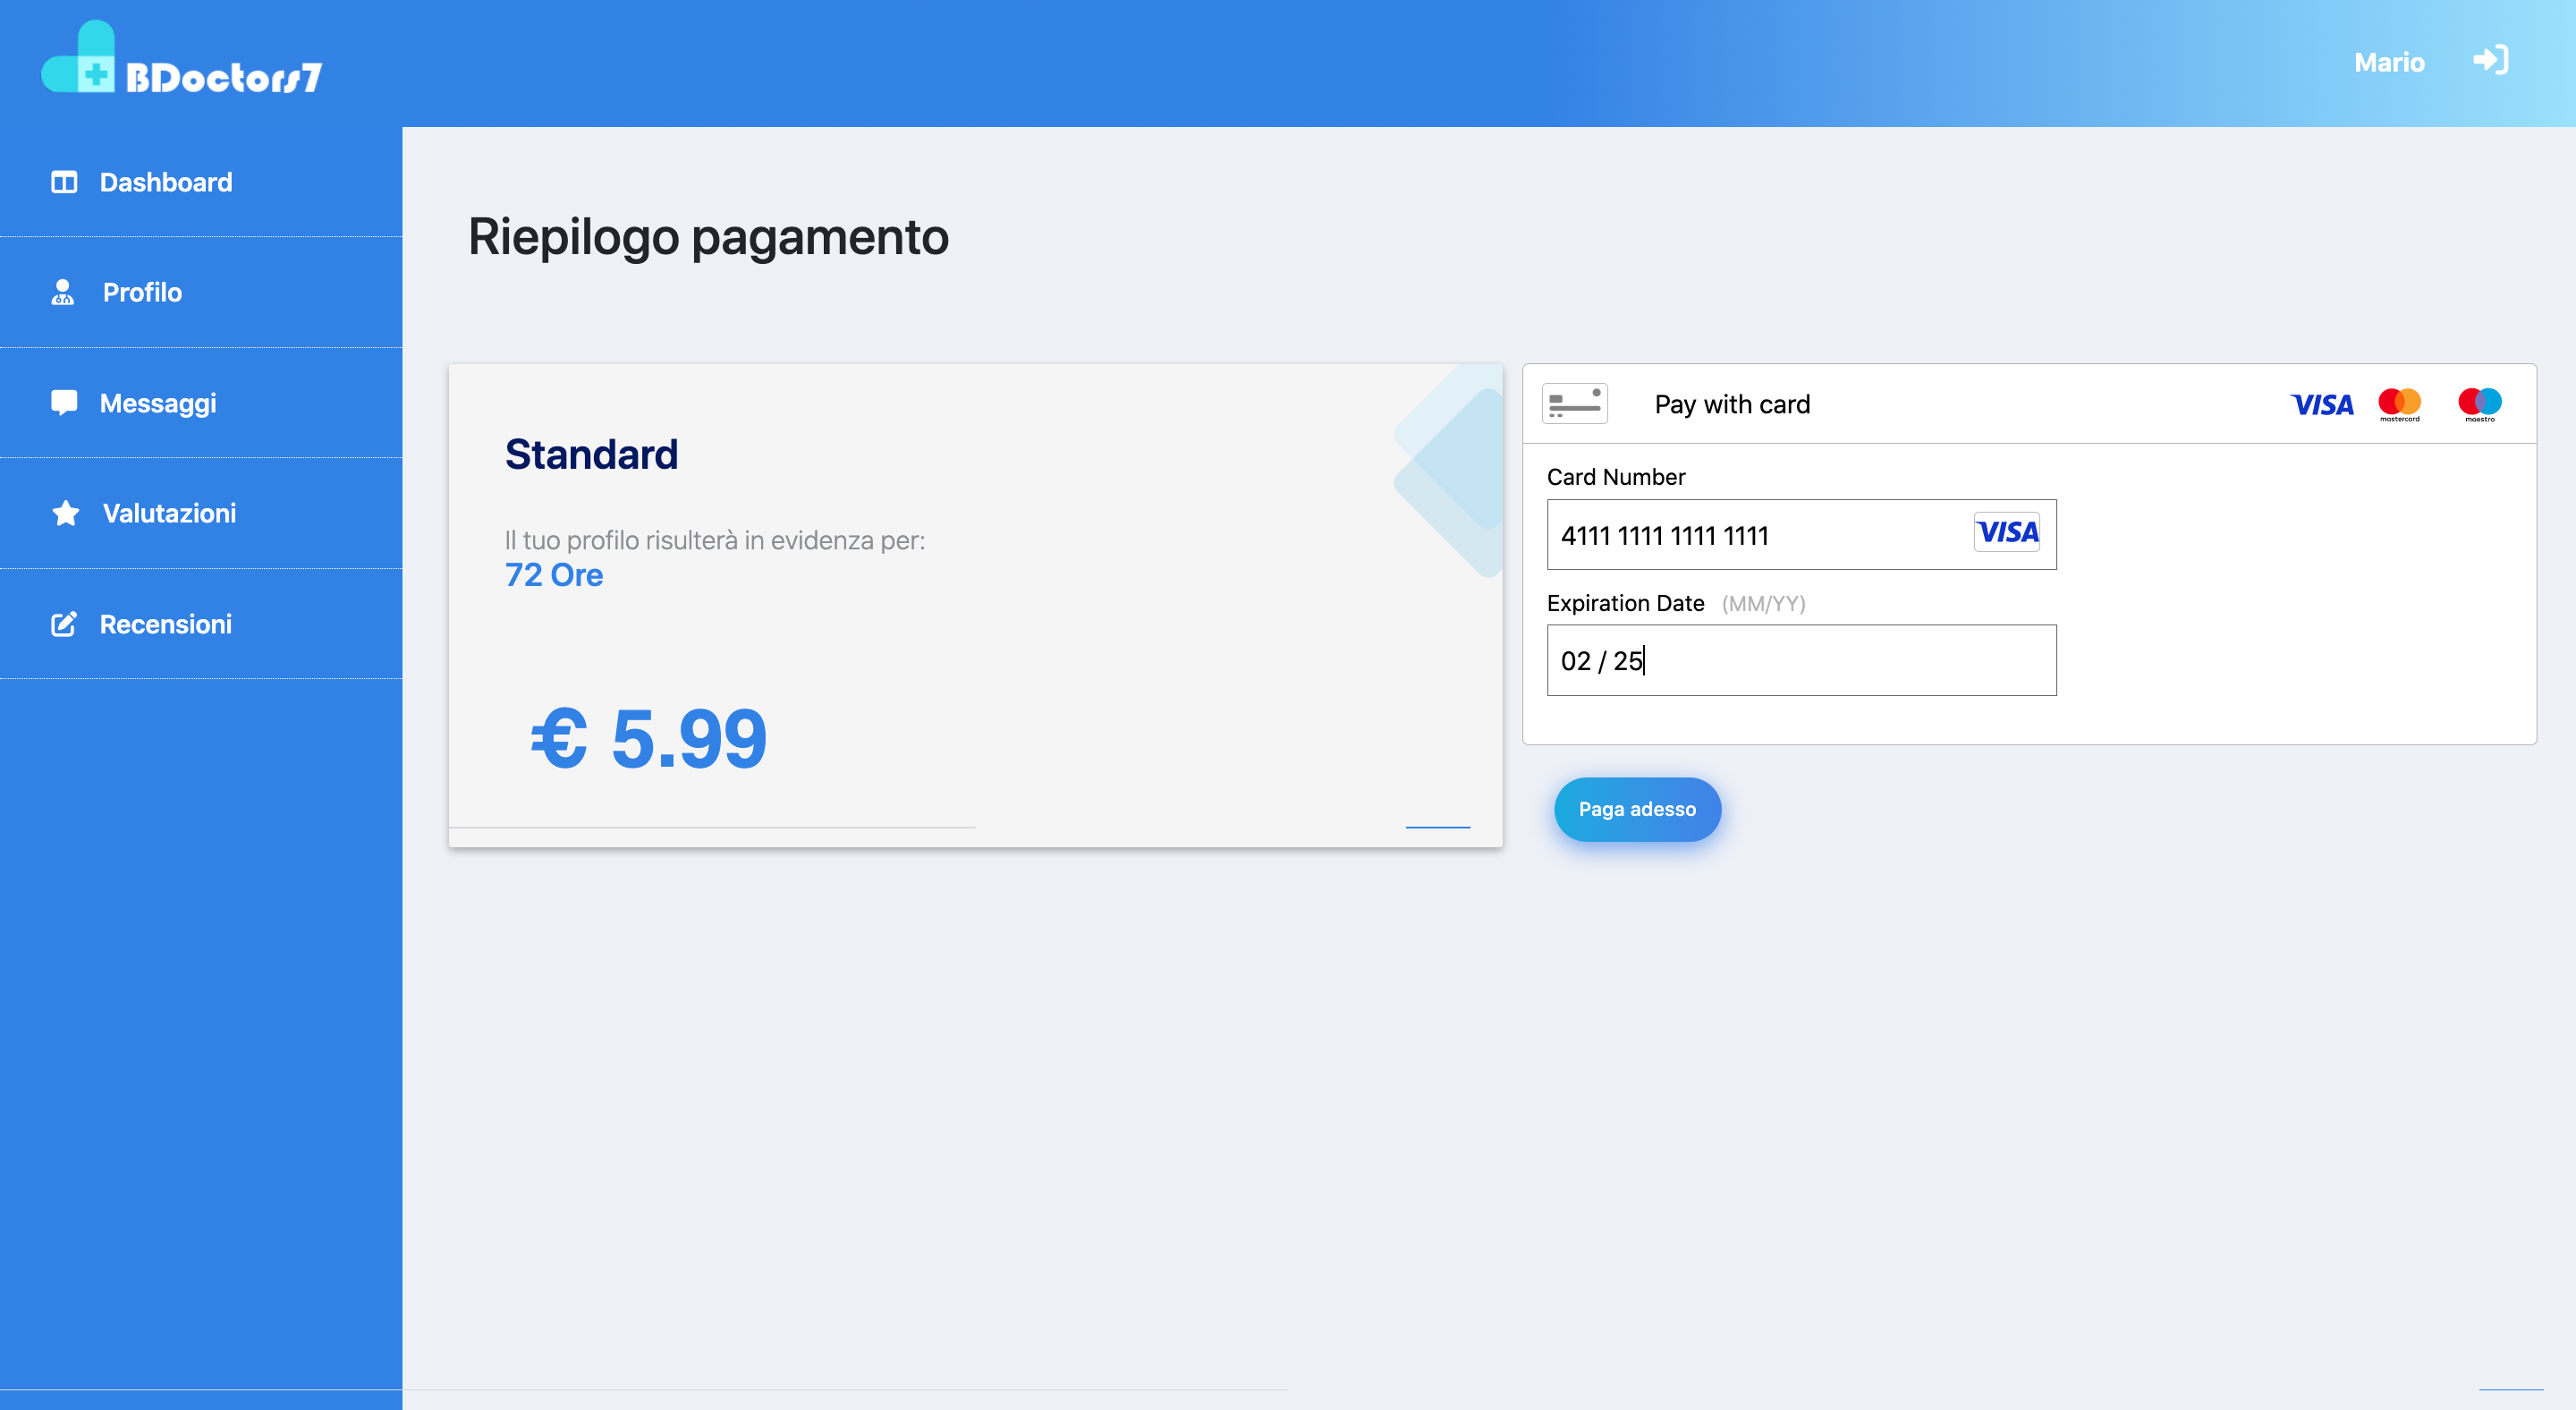 BDoctors7
Mario
Dashboard
Profilo
Messaggi
Valutazioni
Recensioni
Riepilogo pagamento
Standard
Il tuo profilo risulterà in evidenza per:
72 Ore
€ 5.99
Pay with card
VISA
mastercard
maestro
Card Number
4111 1111 1111 1111
VISA
Expiration Date (MM/YY)
02 / 25
Paga adesso